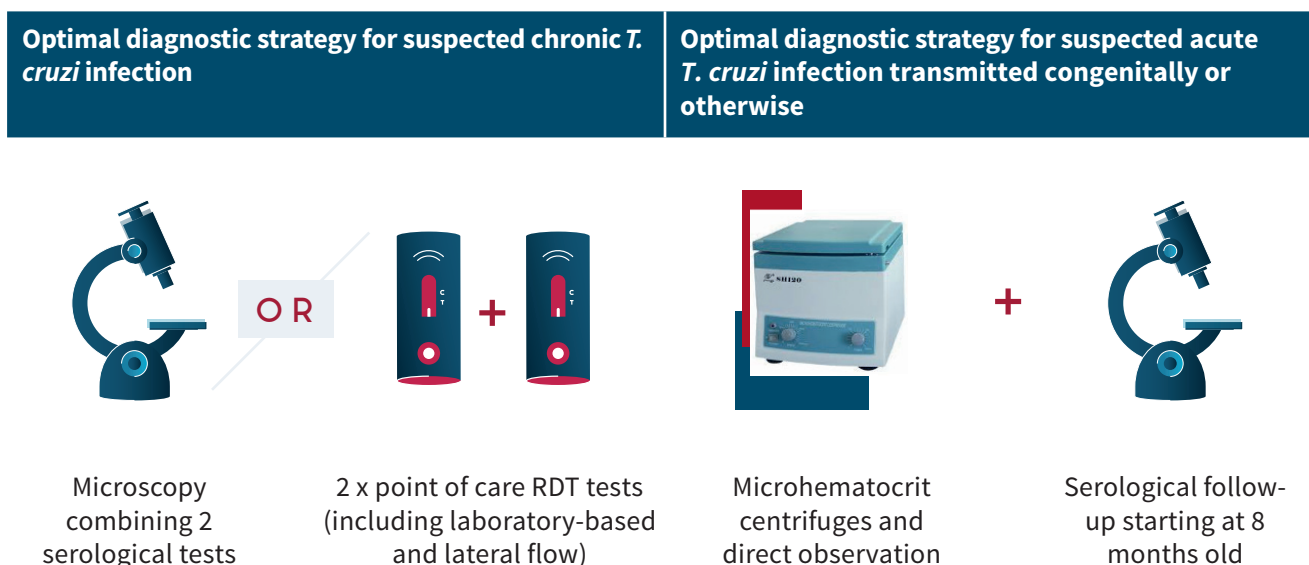 Optimal diagnostic strategy for suspected chronic T.
cruzi infection
Optimal diagnostic strategy for suspected acute
T. cruzi infection transmitted congenitally or
otherwise
OR
C
T
+
C
T
SH120
+
Microscopy
combining 2
serological tests
2 x point of care RDT tests
(including laboratory-based
and lateral flow)
Microhematocrit
centrifuges and
direct observation
Serological follow-
up starting at 8
months old